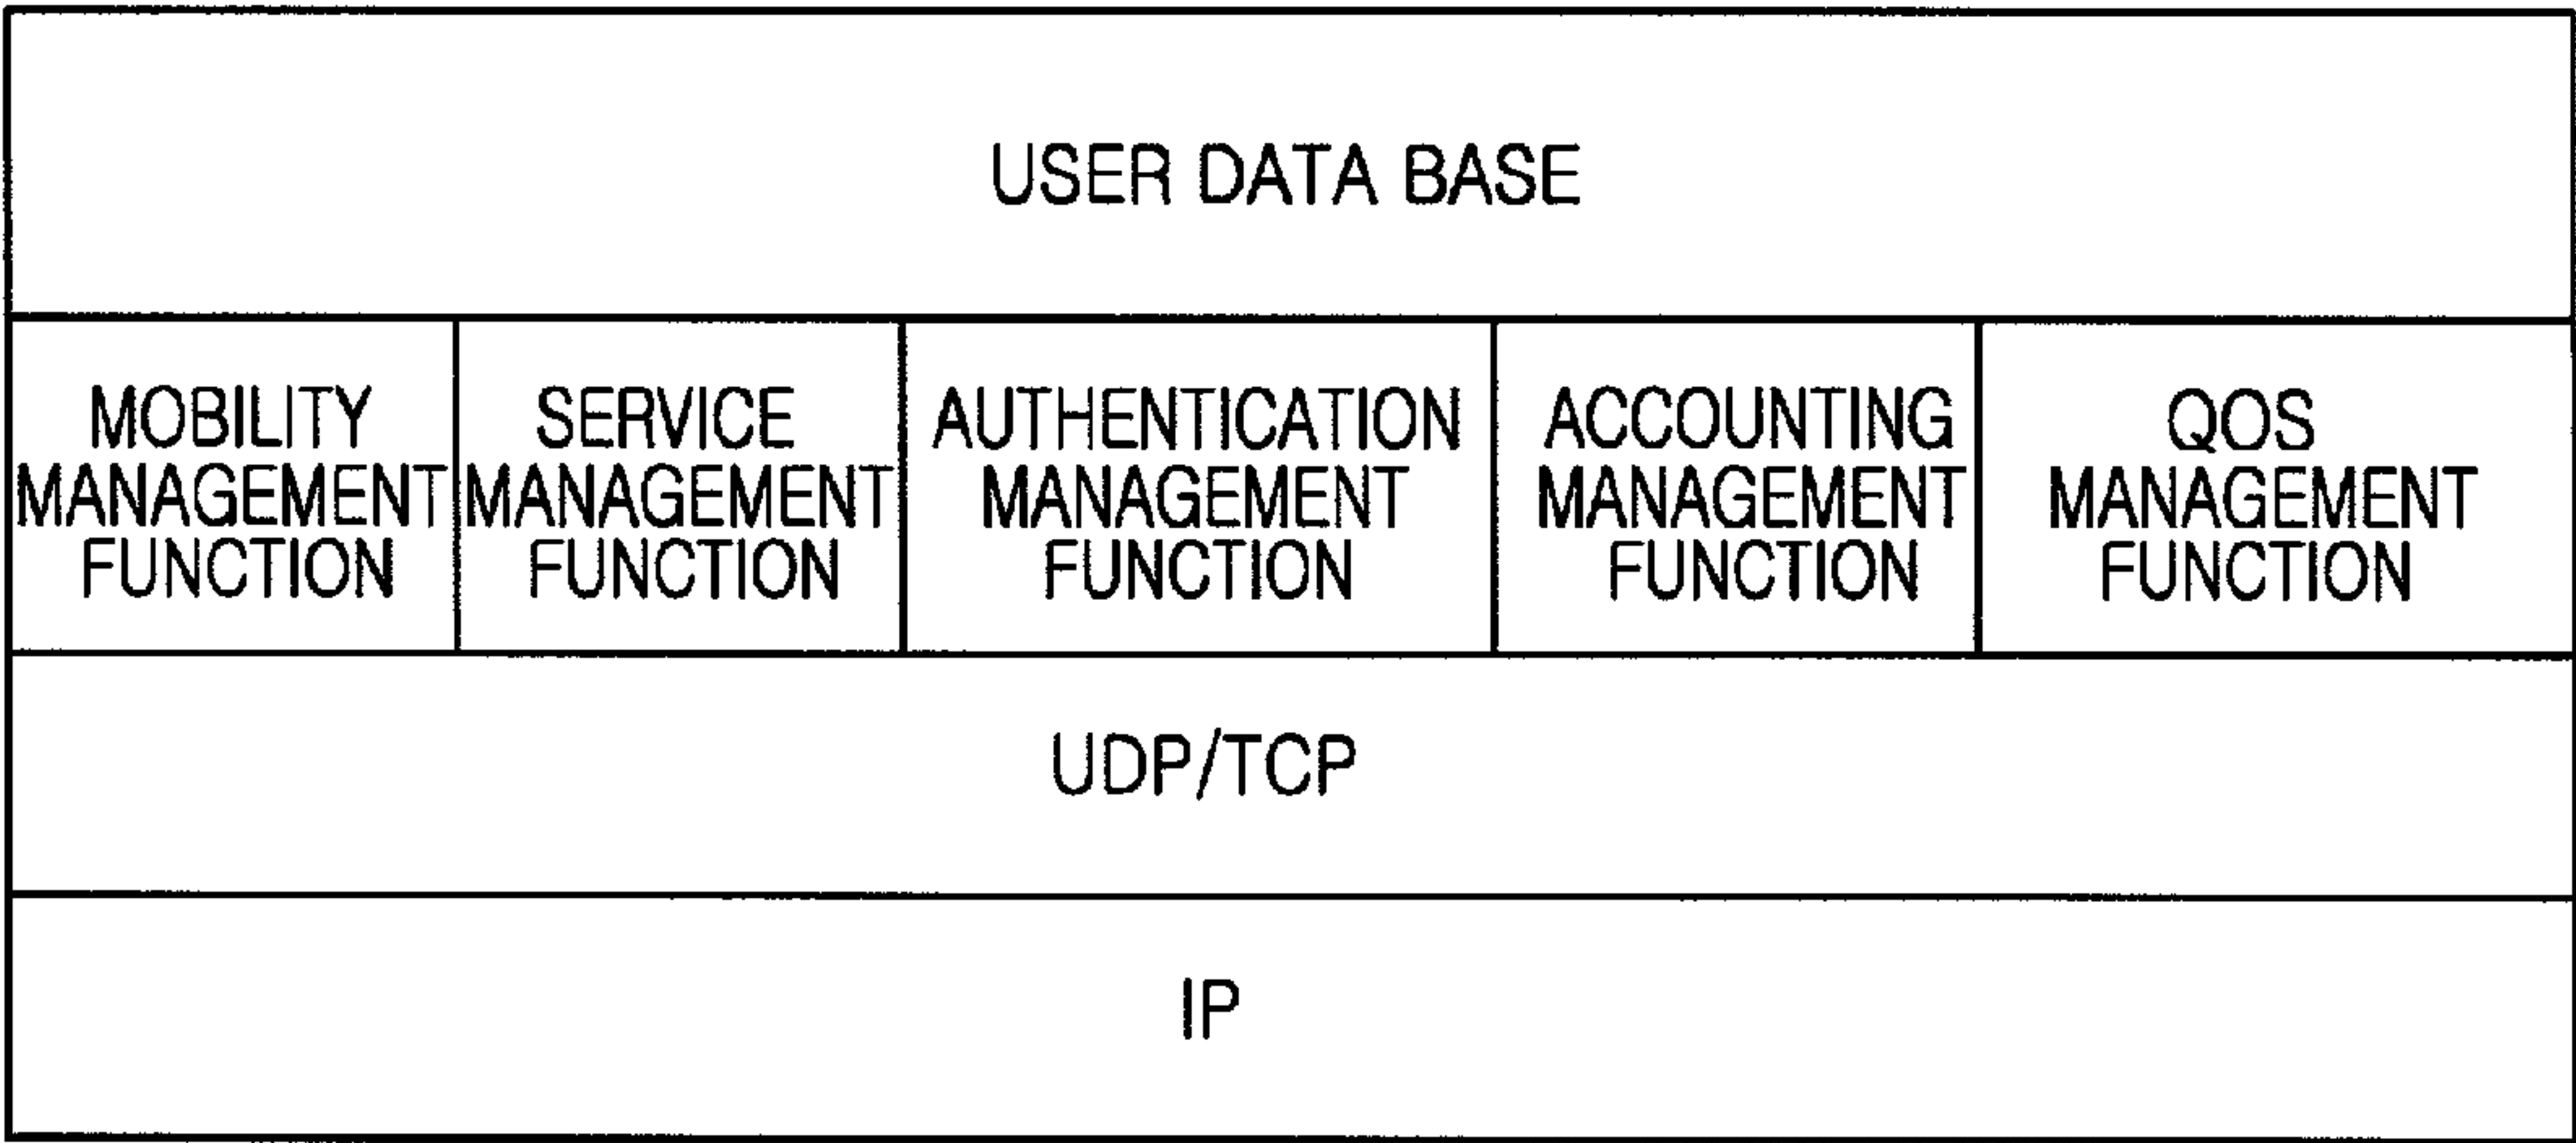 USER DATA BASE
MOBILITY
MANAGEMENT
FUNCTION
SERVICE
MANAGEMENT
FUNCTION
AUTHENTICATION
MANAGEMENT
FUNCTION
ACCOUNTING
MANAGEMENT
FUNCTION
QOS
MANAGEMENT
FUNCTION
UDP/TCP
IP